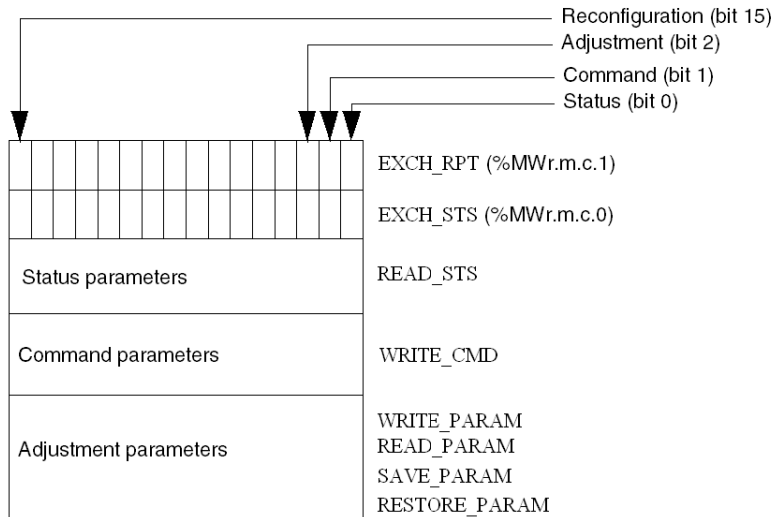 Reconfiguration (bit 15)
Adjustment (bit 2)
Command (bit 1)
Status (bit 0)
EXCH_RPT (%MWr.m.c.1)
EXCH_STS (%MWr.m.c.0)
Status parameters READ_STS
Command parameters WRITE_CMD
WRITE_PARAM
Adjustment parameters READ_PARAM
SAVE_PARAM
RESTORE_PARAM